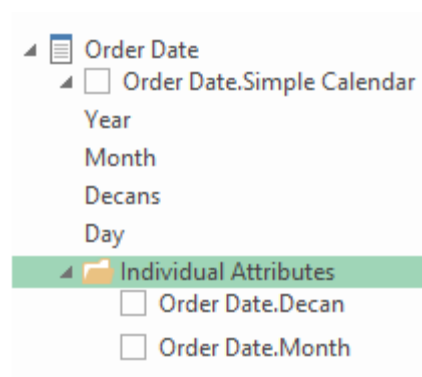 Order Date
Order Date.Simple Calendar
Year
Month
Decans
Day
Individual Attributes
Order Date.Decan
Order Date.Month